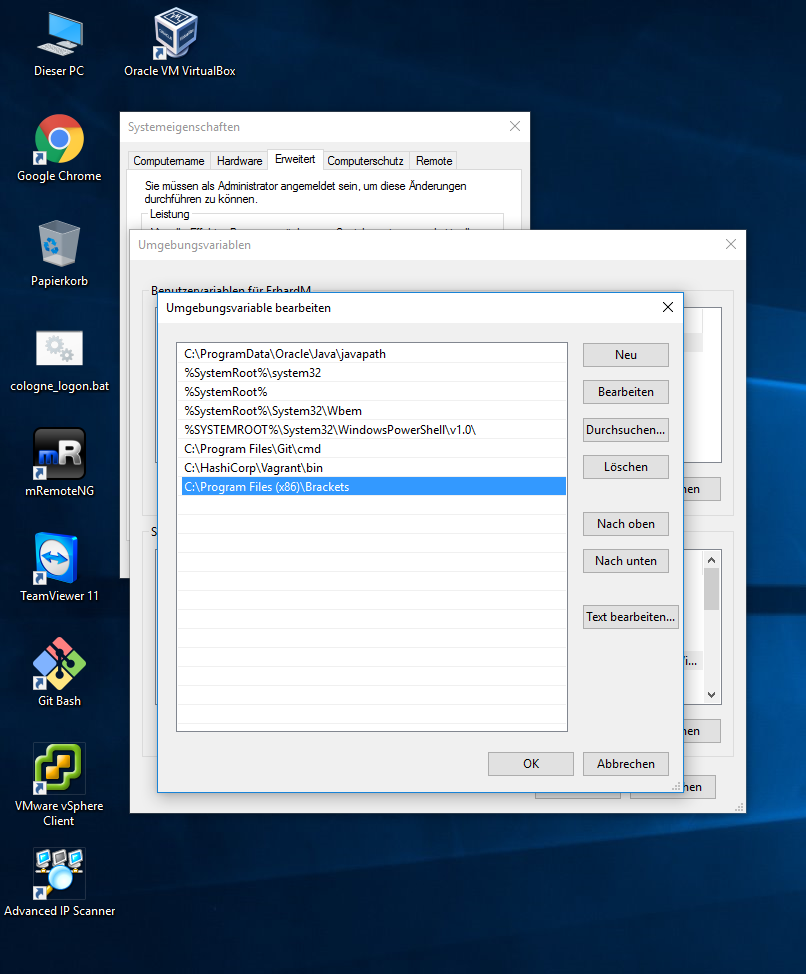 Dieser PC
Oracle VM VirtualBox
Google Chrome
Papierkorb
cologne_logon.bat
mR
mRemoteNG
TeamViewer 11
Git Bash
VMware vSphere
Client
Advanced IP Scanner
Systemeigenschaften
Computername
Hardware
Erweitert
Computerschutz
Remote
Sie müssen als Administrator angemeldet sein, um diese Änderungen
durchführen zu können.
Leistung
Umgebungsvariablen
Benutzervariablen für ErhardM
Umgebungsvariable bearbeiten
C:\ProgramData\Oracle\Java\javapath
%SystemRoot%\system32
%SystemRoot%
%SystemRoot%\System32\Wbem
%SYSTEMROOT%\System32\WindowsPowerShell\v1.0\
C:\Program Files\Git\cmd
C:\HashiCorp\Vagrant\bin
C:\Program Files (x86)\Brackets
Neu
Bearbeiten
Durchsuchen...
Löschen
Nach oben
Nach unten
Text bearbeiten...
OK
Abbrechen